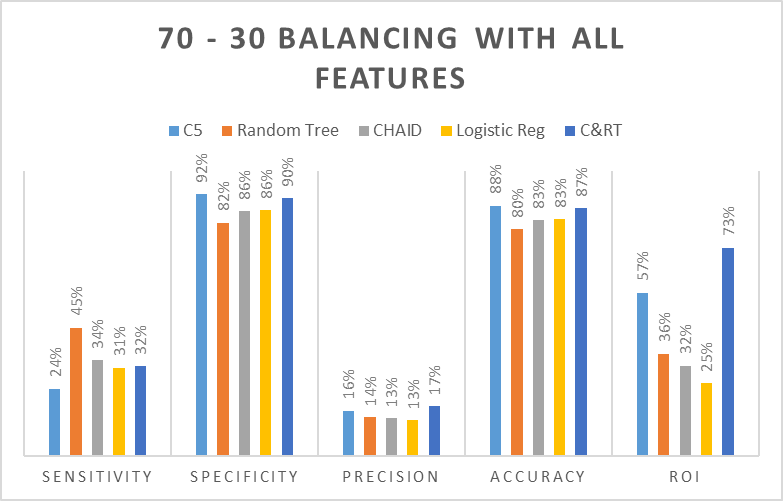 70 - 30 BALANCING WITH ALL
FEATURES
C5 Random Tree CHAID Logistic Reg C&RT
24% 45% 34% 31% 32%
92% 82% 86% 86% 90%
16% 14% 13% 13% 17%
88% 80% 83% 83% 87%
57% 36% 32% 25% 73%
SENSITIVITY SPECIFICITY PRECISION ACCURACY ROI